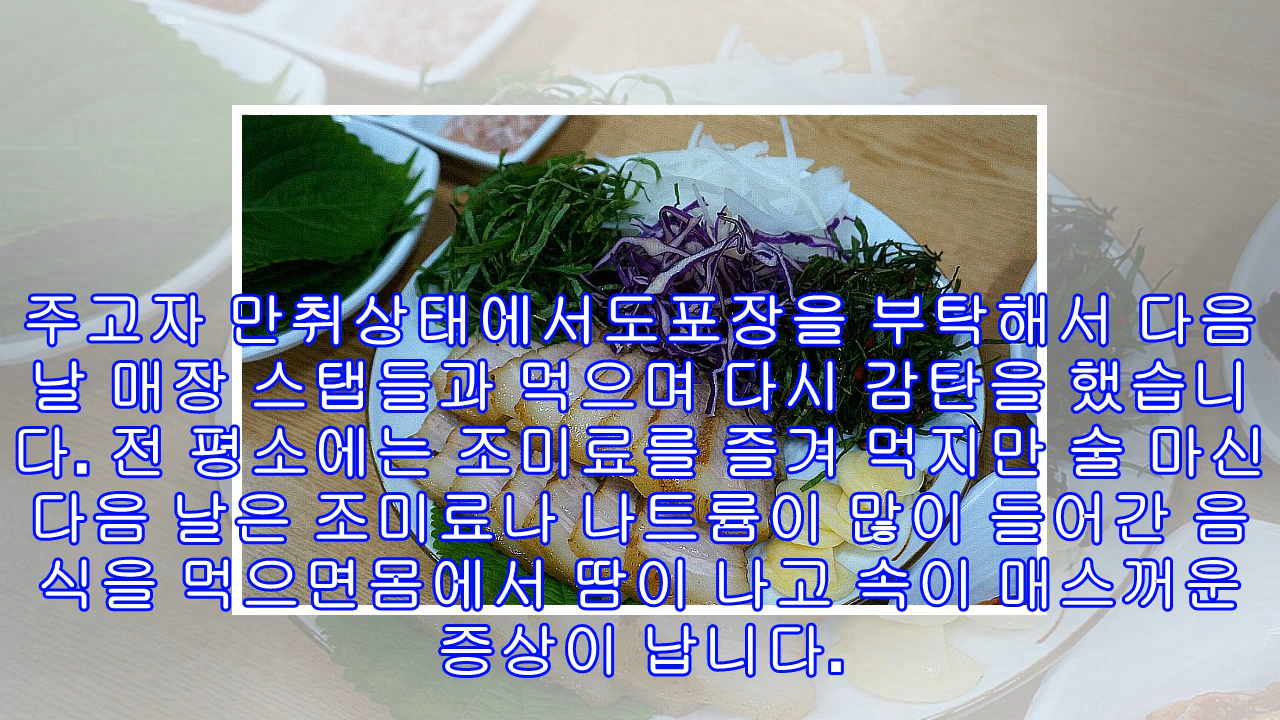 주고자 만취상태에서도포장을 부탁해서 다음
날 매장 스탭들과 먹으며 다시 감탄을 했습니
다. 전 평소에는 조미료를 즐겨 먹지만 술 마신
다음 날은 조미료나 나트륨이 많이 들어간 음
식을 먹으면몸에서 땀이 나고 속이 매스꺼운
증상이 납니다.